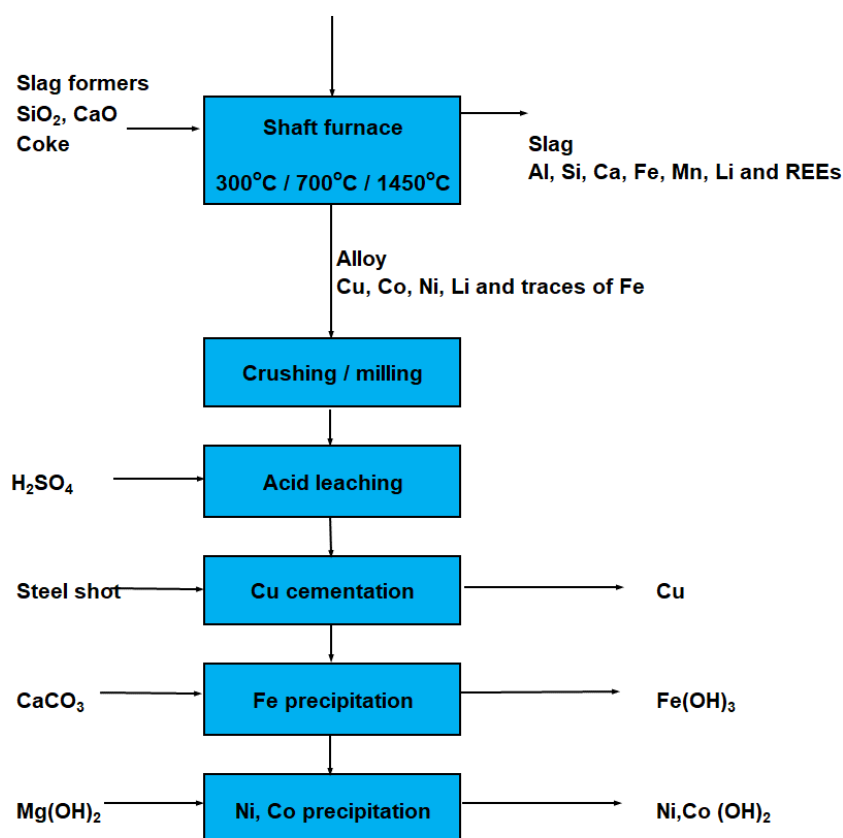 Slag formers
SiO₂, CaO
Coke
Shaft furnace
300°C / 700°C / 1450°C
Slag
Al, Si, Ca, Fe, Mn, Li and REEs
Alloy
Cu, Co, Ni, Li and traces of Fe
Crushing / milling
H₂SO₄
Acid leaching
Steel shot
Cu cementation
Cu
CaCO₃
Fe precipitation
Fe(OH)₃
Mg(OH)₂
Ni, Co precipitation
Ni,Co (OH)₂